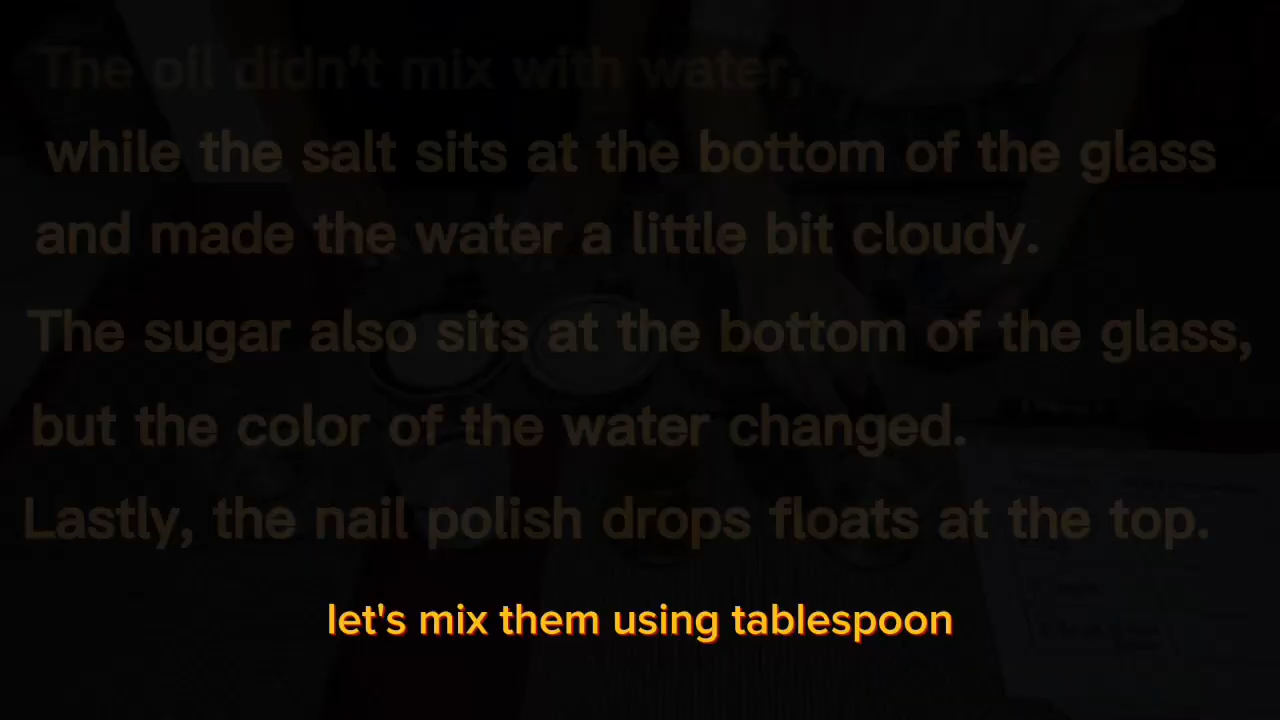 The oil didn't mix with water,
while the salt sits at the bottom of the glass
and made the water a little bit cloudy.
The sugar also sits at the bottom of the glass,
but the color of the water changed.
Lastly, the nail polish drops floats at the top.
let's mix them using tablespoon